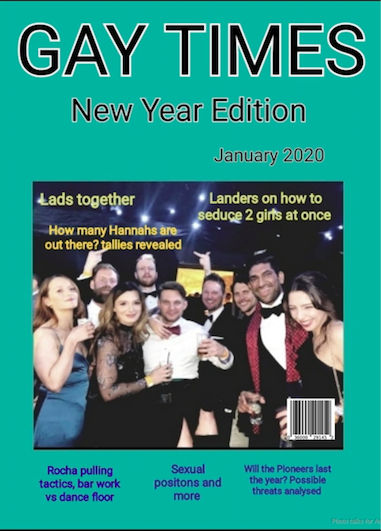 GAY TIMES
New Year Edition
January 2020
Lads together
Landers on how to
seduce 2 girls at once
How many Hannahs are
out there? tallies revealed
Rocha pulling
tactics, bar work
vs dance floor
Sexual
positons and
more
Will the Pioneers last
the year? Possible
threats analysed